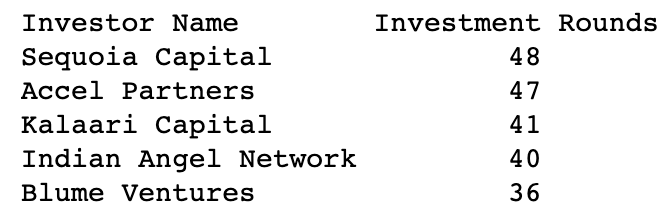 Investor Name Investment Rounds
Sequoia Capital 48
Accel Partners 47
Kalaari Capital 41
Indian Angel Network 40
Blume Ventures 36